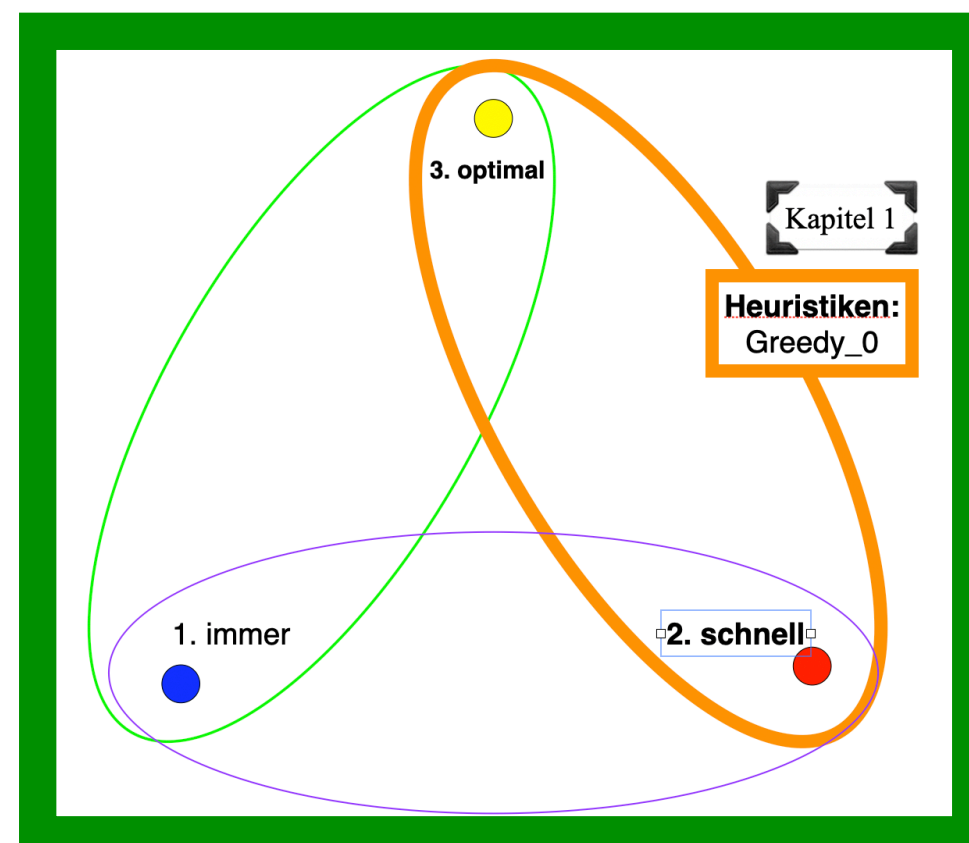 3. optimal
Kapitel 1
Heuristiken:
Greedy_0
1. immer
2. schnell